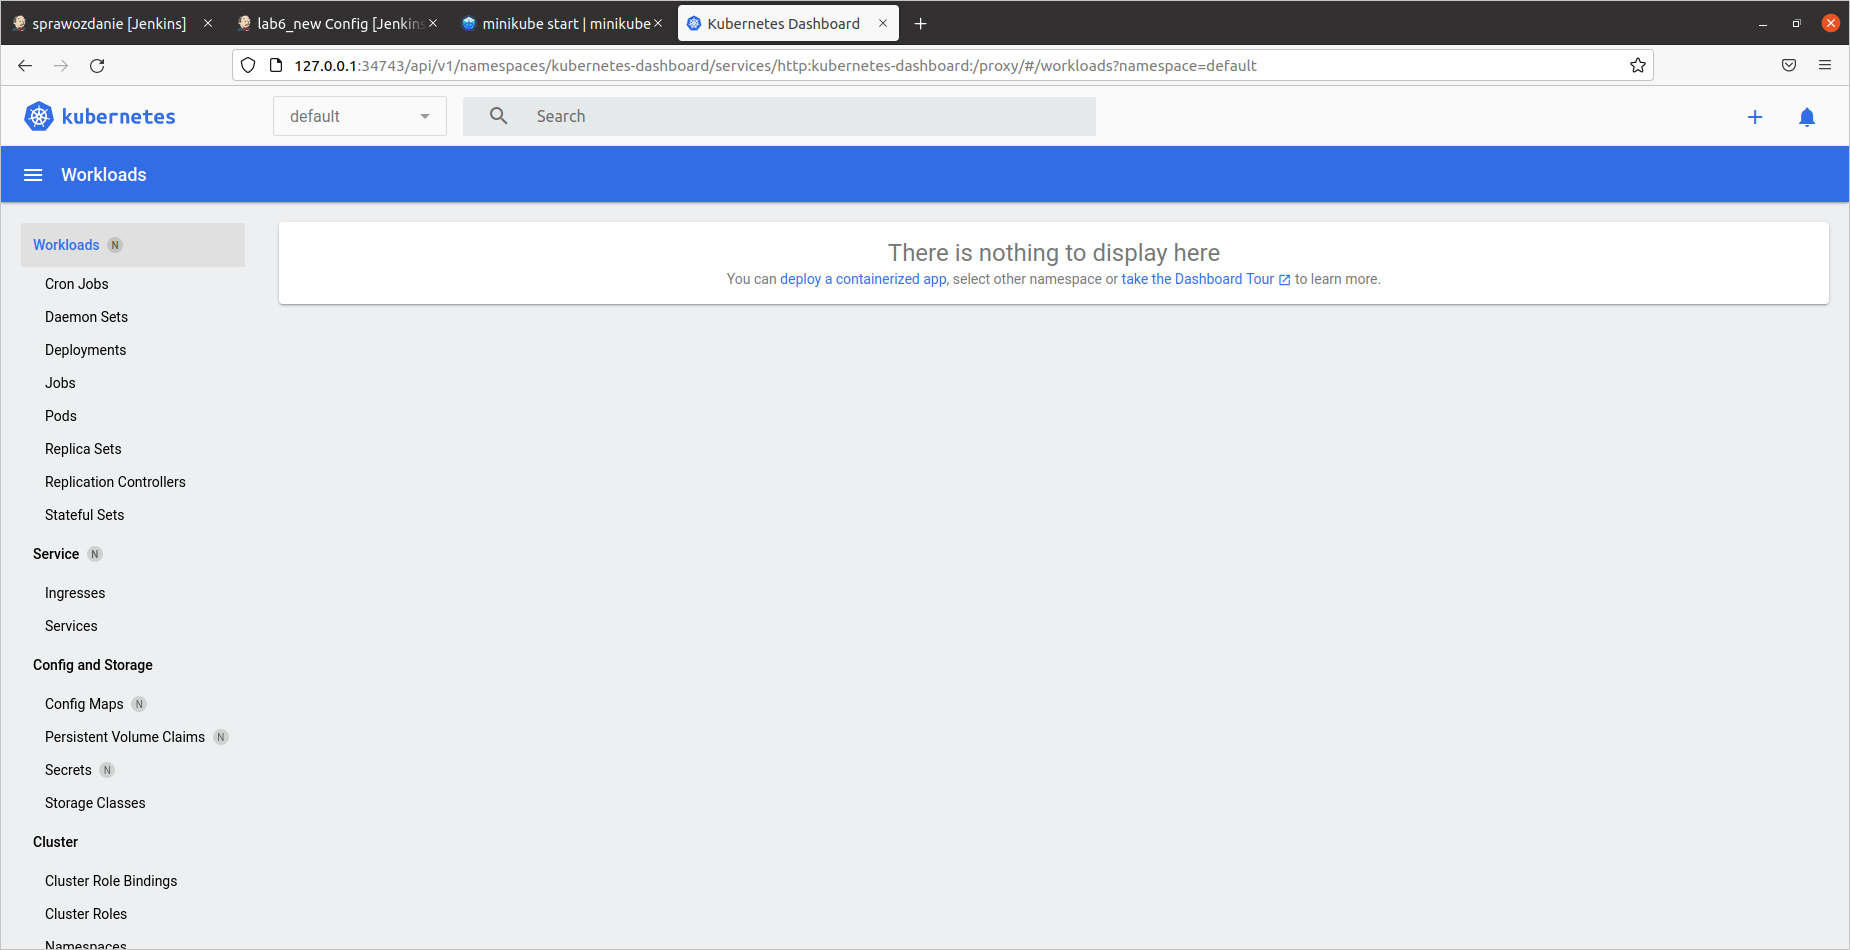 sprawozdanie [Jenkins]
lab6_new Config [Jenkins
minikube start | minikube
Kubernetes Dashboard
127.0.0.1:34743/api/v1/namespaces/kubernetes-dashboard/services/http:kubernetes-dashboard:/proxy/#/workloads?namespace=default
kubernetes
default
Search
Workloads
Workloads N
Cron Jobs
Daemon Sets
Deployments
Jobs
Pods
Replica Sets
Replication Controllers
Stateful Sets
Service N
Ingresses
Services
Config and Storage
Config Maps N
Persistent Volume Claims N
Secrets N
Storage Classes
Cluster
Cluster Role Bindings
Cluster Roles
Namespaces
There is nothing to display here
You can deploy a containerized app, select other namespace or take the Dashboard Tour to learn more.